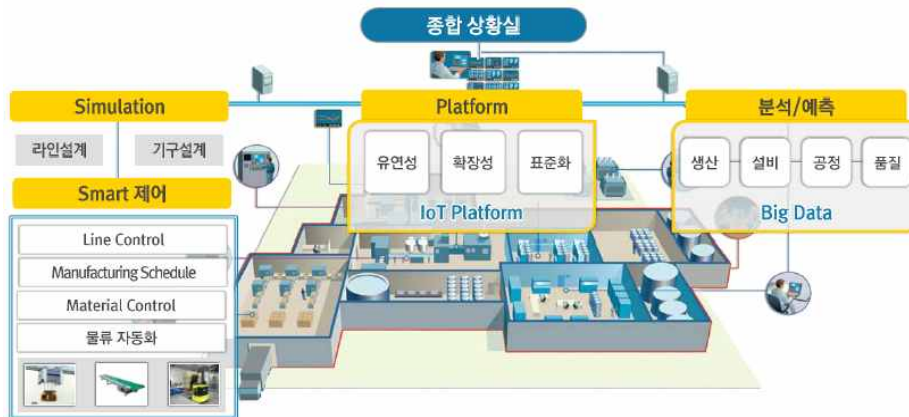 종합 상황실
Simulation
라인설계
기구설계
Smart 제어
Line Control
Manufacturing Schedule
Material Control
물류 자동화
Platform
유연성
확장성
표준화
IoT Platform
분석/예측
생산
설비
공정
품질
Big Data